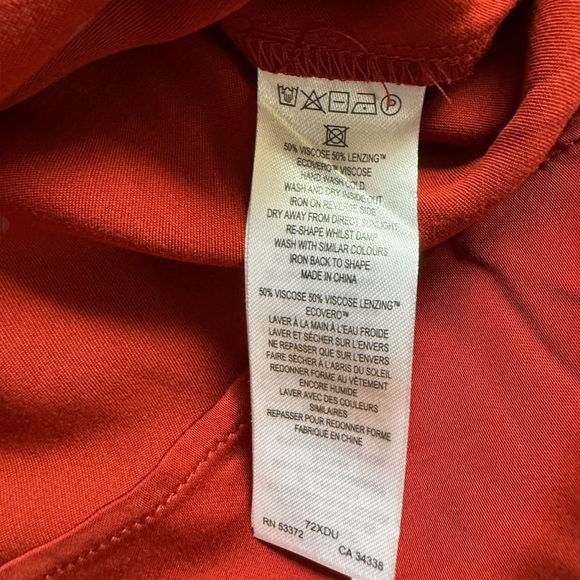 P
50% VISCOSE 50% LENZING™
ECOVERO™ VISCOSE
HAND WASH COLD.
WASH AND DRY INSIDE OUT
IRON ON REVERSE SIDE
DRY AWAY FROM DIRECT SUNLIGHT
RE-SHAPE WHILST DAMP
WASH WITH SIMILAR COLOURS
IRON BACK TO SHAPE
MADE IN CHINA
50% VISCOSE 50% VISCOSE LENZING™
ECOVERO™
LAVER À LA MAIN À L'EAU FROIDE
LAVER ET SÉCHER SUR L'ENVERS
NE REPASSER QUE SUR L'ENVERS
FAIRE SÉCHER À L'ABRIS DU SOLEIL
REDONNER FORME AU VÊTEMENT
ENCORE HUMIDE
LAVER AVEC DES COULEURS
SIMILAIRES
REPASSER POUR REDONNER FORME
FABRIQUÉ EN CHINE
RN 53372 72XDU CA 34338